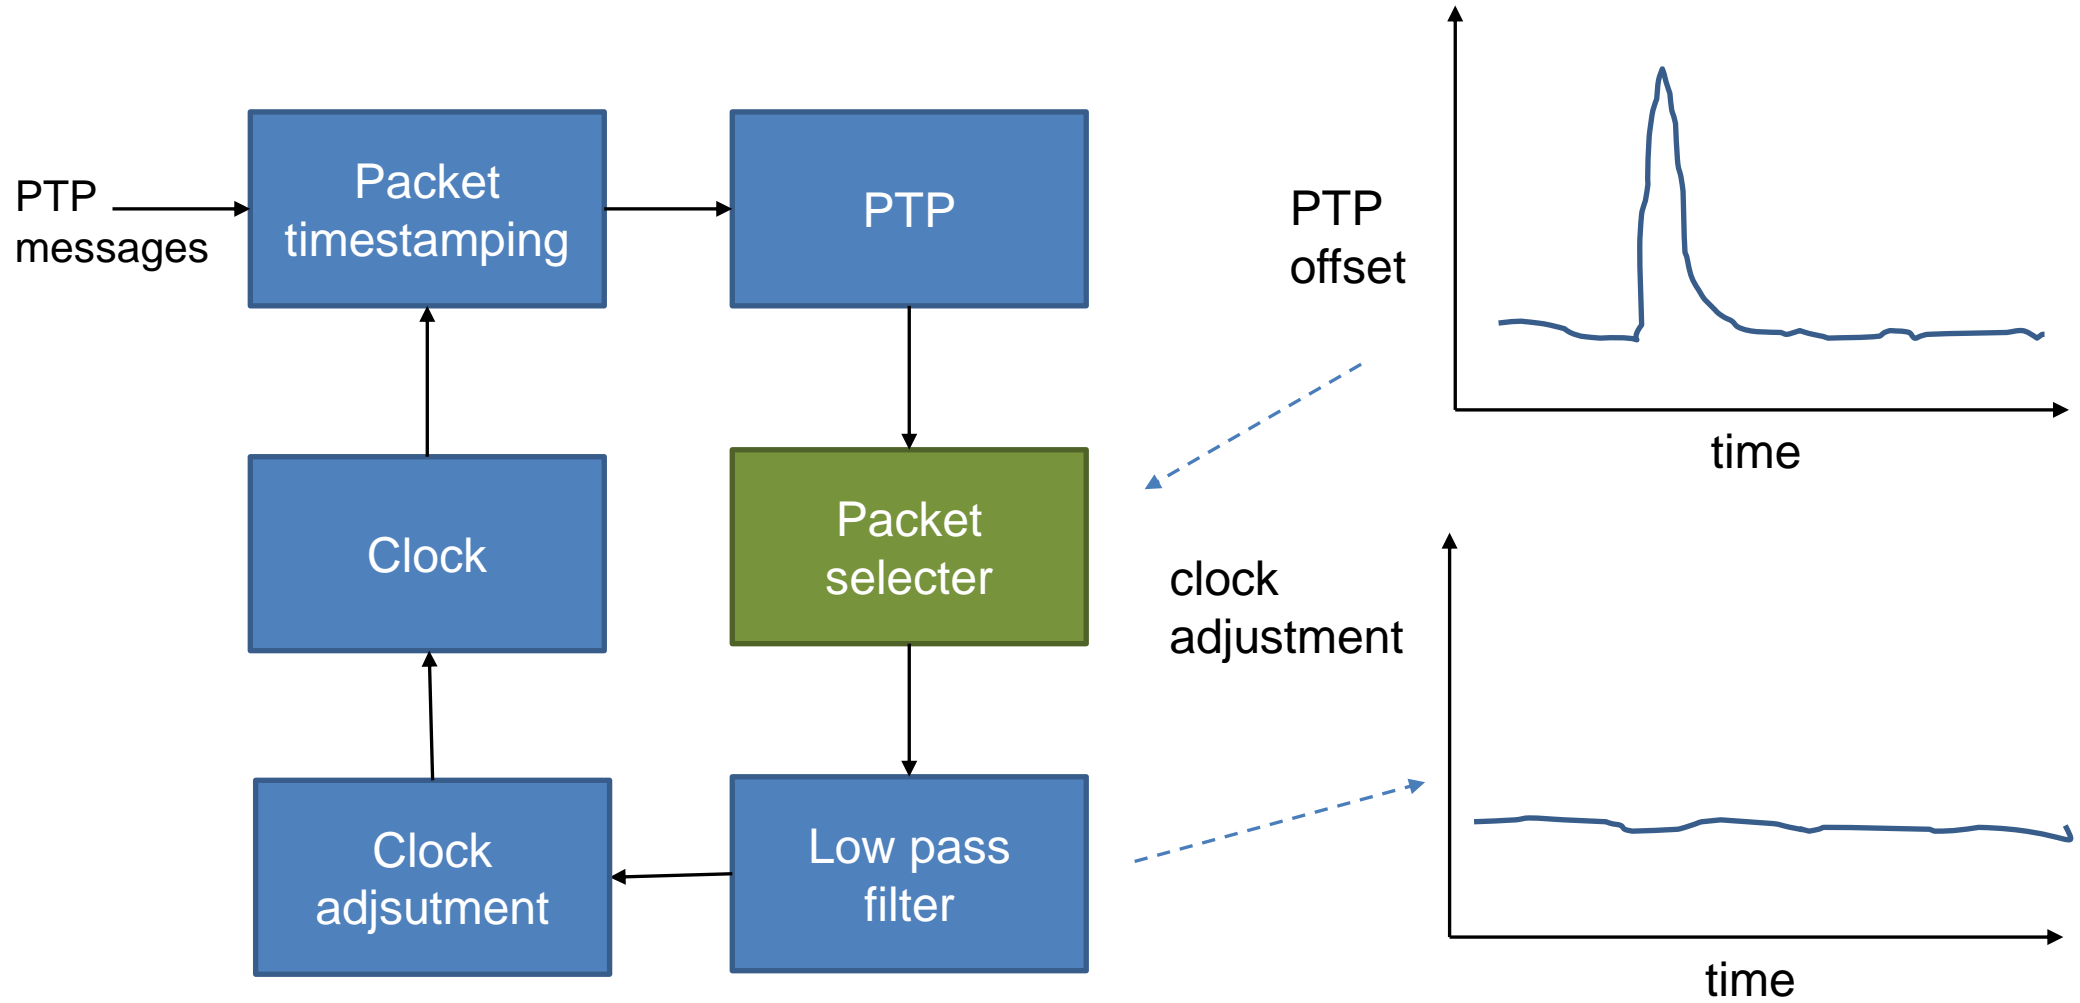 PTP
messages
Packet
timestamping
PTP
Clock
Packet
selecter
Clock
adjsutment
Low pass
filter
PTP
offset
time
clock
adjustment
time